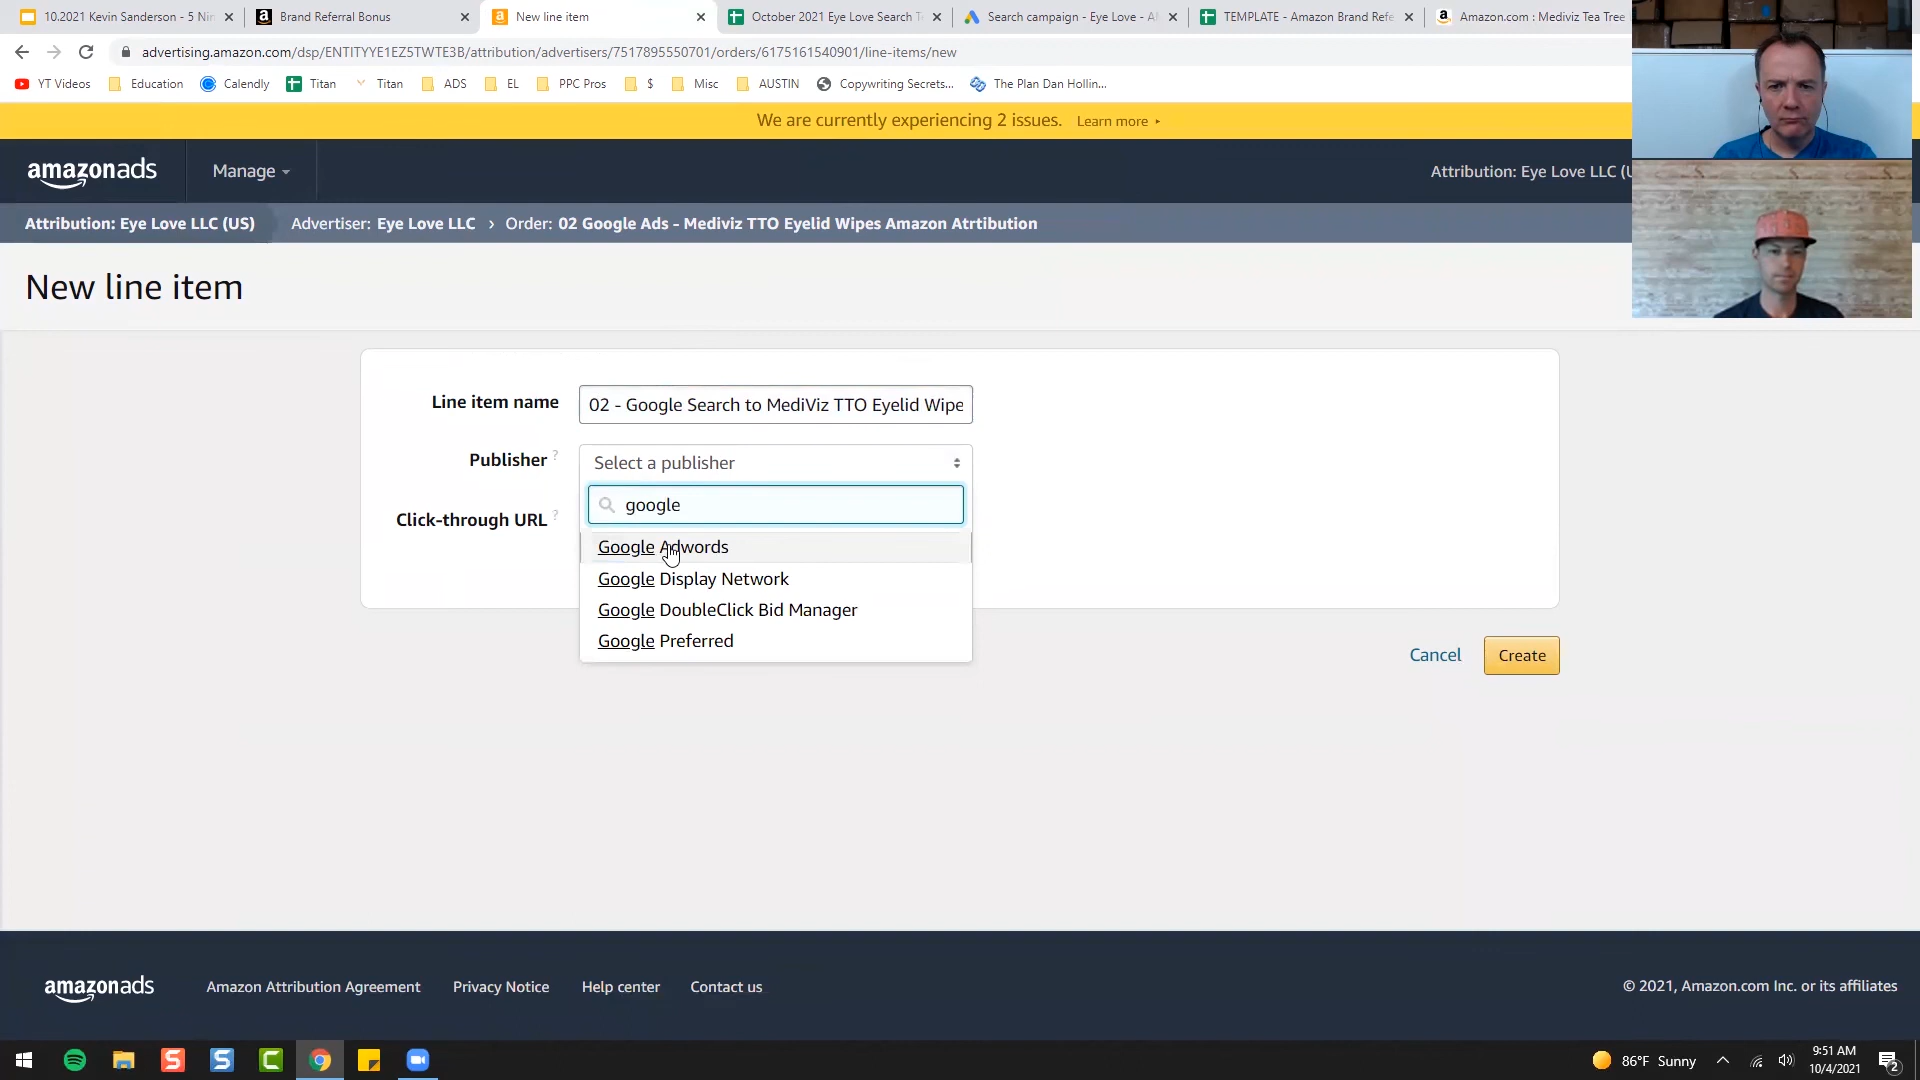 10.2021 Kevin Sanderson - 5 Nin
Brand Referral Bonus
New line item
October 2021 Eye Love Search T
Search campaign - Eye Love -
TEMPLATE - Amazon Brand Refe
Amazon.com : Mediviz Tea Tree
advertising.amazon.com/dsp/ENTITYYE1EZ5TWTE3B/attribution/advertisers/7517895550701/orders/6175161540901/line-items/new
YT Videos
Education
Calendly
Titan
Titan
ADS
EL
PPC Pros
$
Misc
AUSTIN
Copywriting Secrets...
The Plan Dan Hollin...
We are currently experiencing 2 issues. Learn more
amazonads
Manage
Attribution: Eye Love LLC (U
Attribution: Eye Love LLC (US)
Advertiser: Eye Love LLC > Order: 02 Google Ads - Mediviz TTO Eyelid Wipes Amazon Atrtibution
New line item
Line item name
02 - Google Search to MediViz TTO Eyelid Wipe
Publisher ?
Select a publisher
google
Click-through URL ?
Google Adwords
Google Display Network
Google DoubleClick Bid Manager
Google Preferred
Cancel
Create
amazonads
Amazon Attribution Agreement
Privacy Notice
Help center
Contact us
© 2021, Amazon.com Inc. or its affiliates
86°F Sunny
9:51 AM
10/4/2021
2